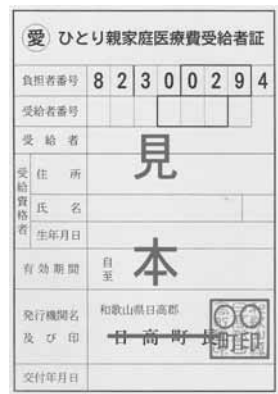 愛 ひとり親家庭医療費受給者証
負担者番号 8 2 3 0 0 2 9 4
受給者番号
受給者
受給資格者
住所
氏名
生年月日
見本
有効期間 自
至
発行機関名
及び印
和歌山県日高郡
日高町長
〇〇
町印
交付年月日